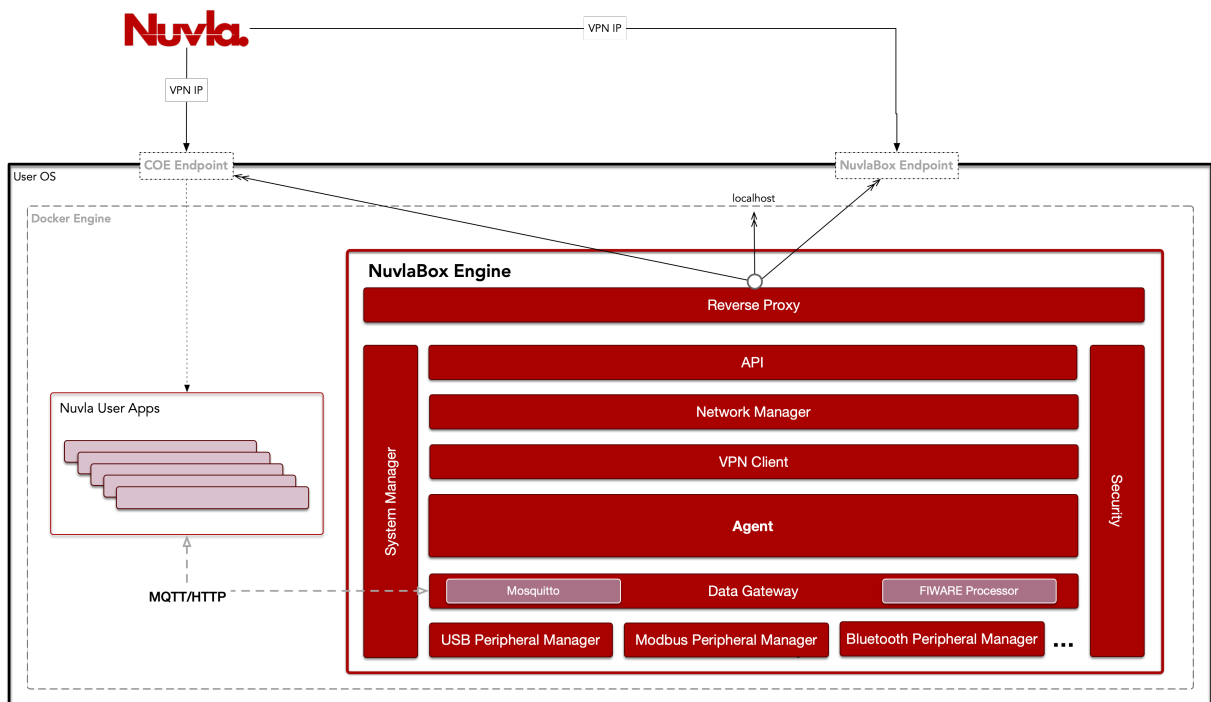 Nuvla.
VPN IP
VPN IP
COE Endpoint
NuvlaBox Endpoint
User OS
localhost
Docker Engine
NuvlaBox Engine
Reverse Proxy
API
Network Manager
VPN Client
Agent
System Manager
Security
Nuvla User Apps
MQTT/HTTP
Mosquitto
Data Gateway
FIWARE Processor
USB Peripheral Manager
Modbus Peripheral Manager
Bluetooth Peripheral Manager
...